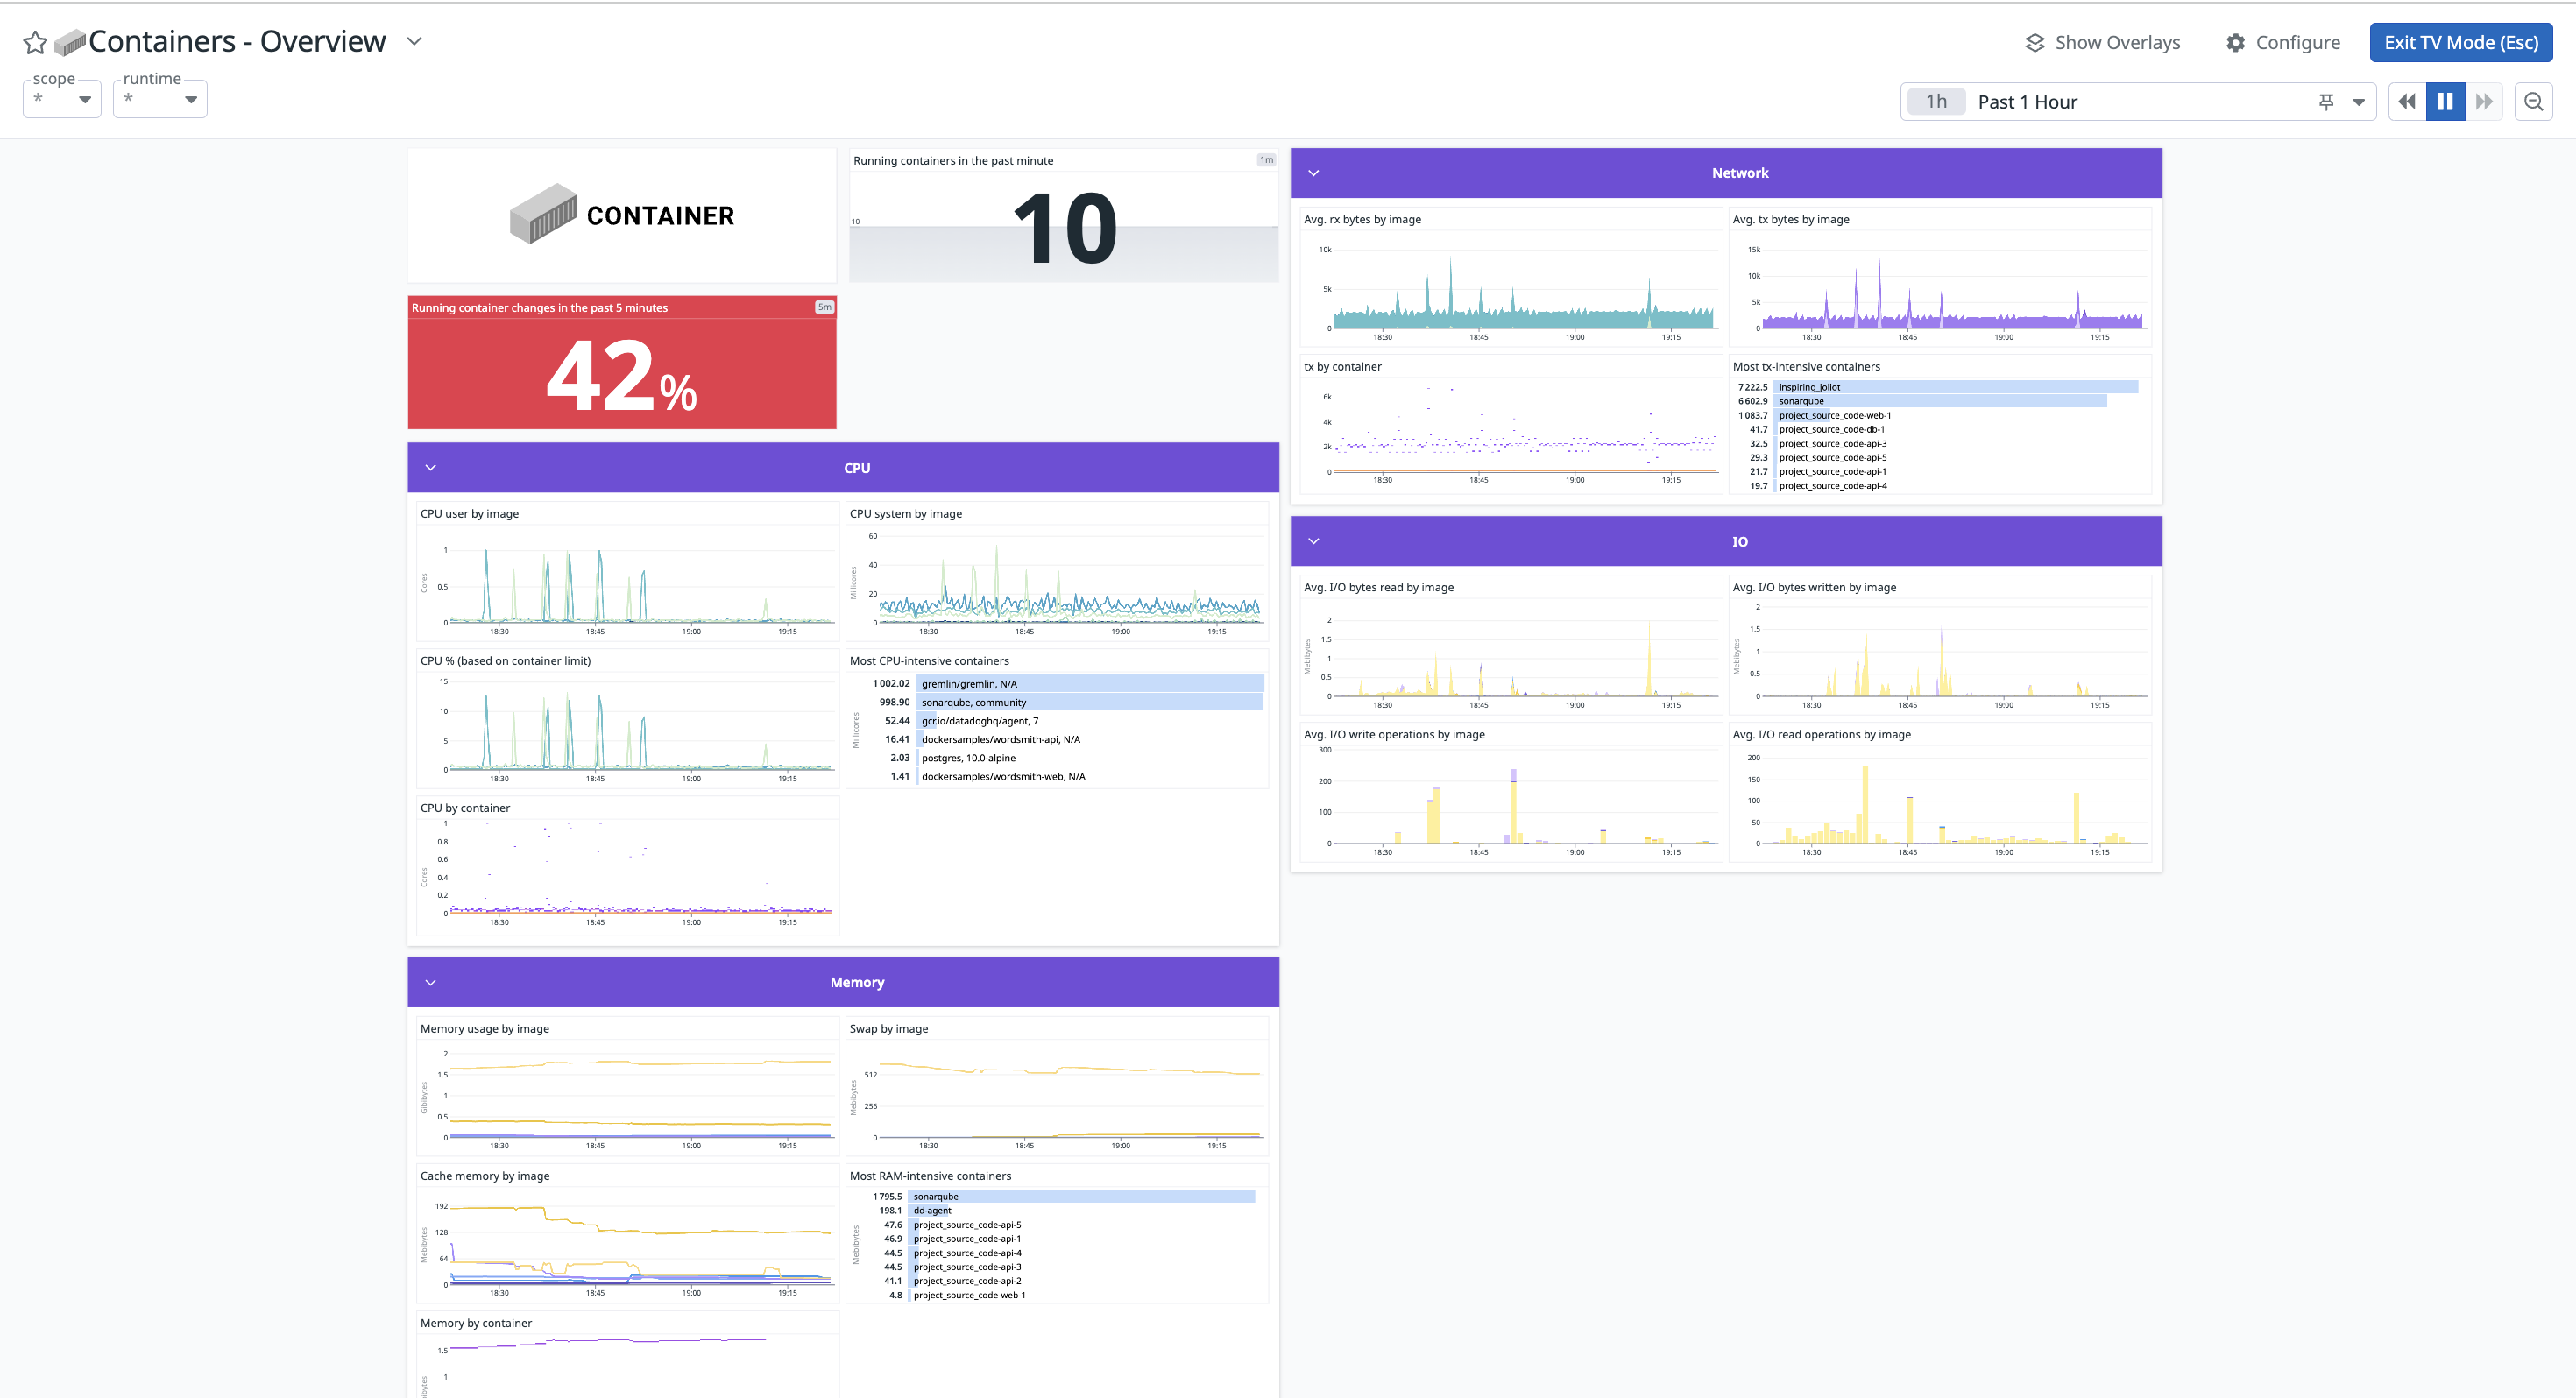 Containers - Overview
Show Overlays
Configure
Exit TV Mode (Esc)
scope
*
runtime
*
1h Past 1 Hour
CONTAINER
Running containers in the past minute 1m
10
10
Running container changes in the past 5 minutes 5m
42%
CPU
CPU user by image
Cores
1
0.5
0
18:30 18:45 19:00 19:15
CPU system by image
Millicores
60
40
20
0
18:30 18:45 19:00 19:15
CPU % (based on container limit)
15
10
5
0
18:30 18:45 19:00 19:15
Most CPU-intensive containers
Millicores
1 002.02 gremlin/gremlin, N/A
998.90 sonarqube, community
52.44 gcr.io/datadoghq/agent, 7
16.41 dockersamples/wordsmith-api, N/A
2.03 postgres, 10.0-alpine
1.41 dockersamples/wordsmith-web, N/A
CPU by container
Cores
1
0.8
0.6
0.4
0.2
0
18:30 18:45 19:00 19:15
Memory
Memory usage by image
Gibibytes
2
1.5
1
0.5
0
18:30 18:45 19:00 19:15
Swap by image
Mebibytes
512
256
0
18:30 18:45 19:00 19:15
Cache memory by image
Mebibytes
192
128
64
0
18:30 18:45 19:00 19:15
Most RAM-intensive containers
Mebibytes
1 795.5 sonarqube
198.1 dd-agent
47.6 project_source_code-api-5
46.9 project_source_code-api-1
44.5 project_source_code-api-4
44.5 project_source_code-api-3
41.1 project_source_code-api-2
4.8 project_source_code-web-1
Memory by container
1.5
1
Network
Avg. rx bytes by image
10k
5k
0
18:30 18:45 19:00 19:15
Avg. tx bytes by image
15k
10k
5k
0
18:30 18:45 19:00 19:15
tx by container
6k
4k
2k
0
18:30 18:45 19:00 19:15
Most tx-intensive containers
7 222.5 inspiring_joliot
6 602.9 sonarqube
1 083.7 project_source_code-web-1
41.7 project_source_code-db-1
32.5 project_source_code-api-3
29.3 project_source_code-api-5
21.7 project_source_code-api-1
19.7 project_source_code-api-4
IO
Avg. I/O bytes read by image
Mebibytes
2
1.5
1
0.5
0
18:30 18:45 19:00 19:15
Avg. I/O bytes written by image
Mebibytes
2
1.5
1
0.5
0
18:30 18:45 19:00 19:15
Avg. I/O write operations by image
300
200
100
0
18:30 18:45 19:00 19:15
Avg. I/O read operations by image
200
150
100
50
0
18:30 18:45 19:00 19:15